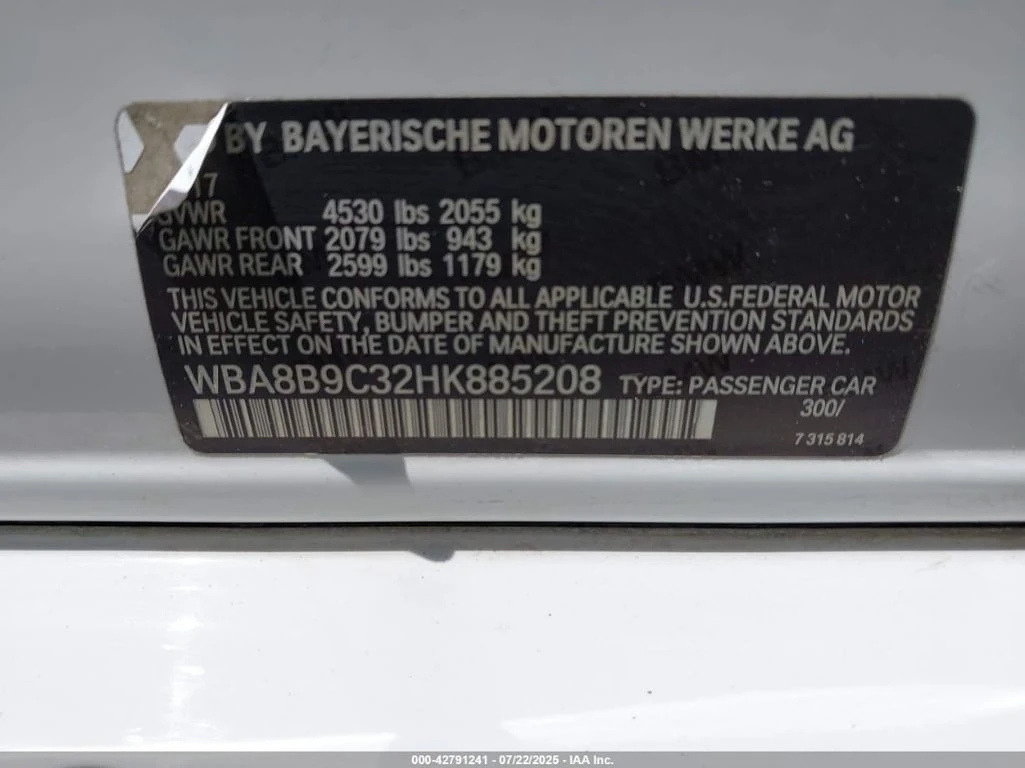 BY BAYERISCHE MOTOREN WERKE AG
17
GVWR 4530 lbs 2055 kg
GAWR FRONT 2079 lbs 943 kg
GAWR REAR 2599 lbs 1179 kg
THIS VEHICLE CONFORMS TO ALL APPLICABLE U.S.FEDERAL MOTOR
VEHICLE SAFETY, BUMPER AND THEFT PREVENTION STANDARDS
IN EFFECT ON THE DATE OF MANUFACTURE SHOWN ABOVE.
WBA8B9C32HK885208 TYPE: PASSENGER CAR
300/
7 315 814
000-42791241 - 07/22/2025 - IAA Inc.